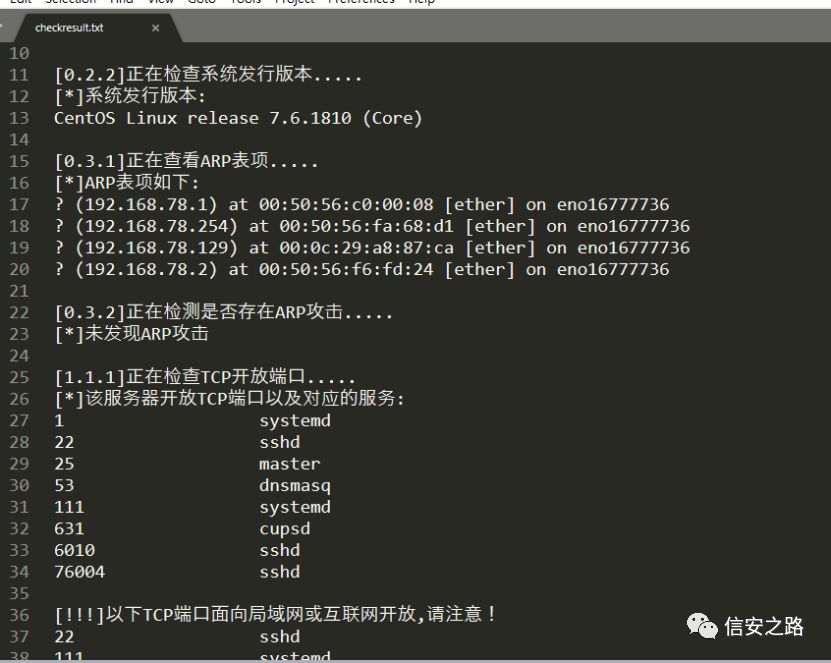 Edit Selection Find View Goto Tools Project Preferences Help
checkresult.txt ×
10
11 [0.2.2]正在检查系统发行版本.....
12 [*]系统发行版本:
13 CentOS Linux release 7.6.1810 (Core)
14
15 [0.3.1]正在查看ARP表项.....
16 [*]ARP表项如下:
17 ? (192.168.78.1) at 00:50:56:c0:00:08 [ether] on eno16777736
18 ? (192.168.78.254) at 00:50:56:fa:68:d1 [ether] on eno16777736
19 ? (192.168.78.129) at 00:0c:29:a8:87:ca [ether] on eno16777736
20 ? (192.168.78.2) at 00:50:56:f6:fd:24 [ether] on eno16777736
21
22 [0.3.2]正在检测是否存在ARP攻击.....
23 [*]未发现ARP攻击
24
25 [1.1.1]正在检查TCP开放端口.....
26 [*]该服务器开放TCP端口以及对应的服务:
27 1 systemd
28 22 sshd
29 25 master
30 53 dnsmasq
31 111 systemd
32 631 cupsd
33 6010 sshd
34 76004 sshd
35
36 [!!!]以下TCP端口面向局域网或互联网开放,请注意！
37 22 sshd
38 111 systemd
信安之路